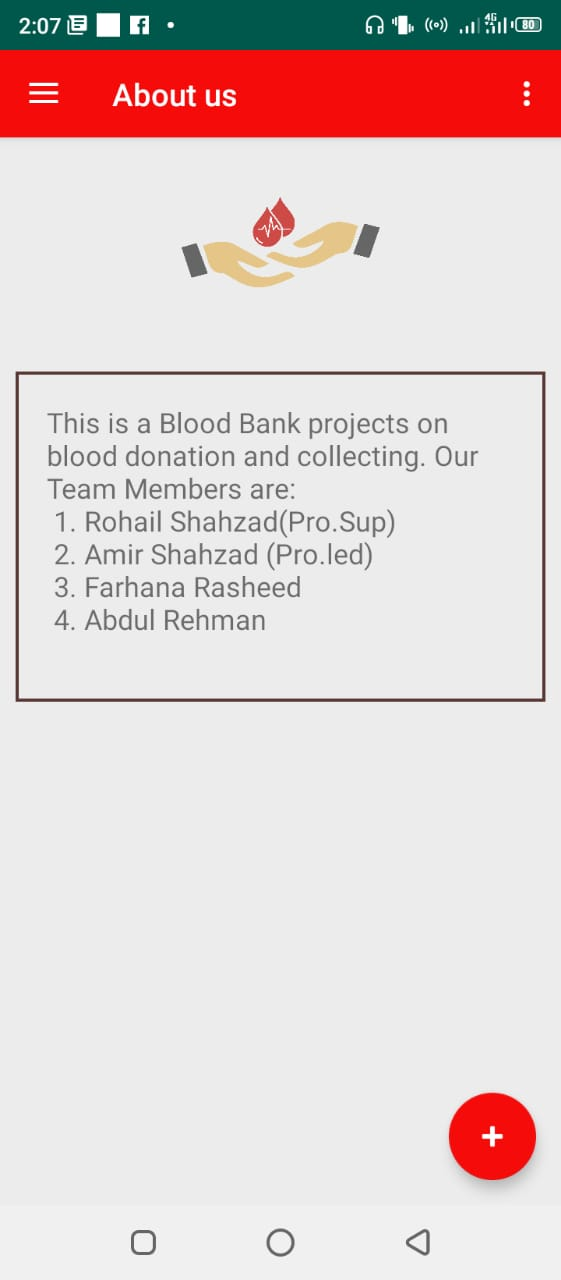 2:07
4G
80
About us
This is a Blood Bank projects on
blood donation and collecting. Our
Team Members are:
1. Rohail Shahzad(Pro.Sup)
2. Amir Shahzad (Pro.led)
3. Farhana Rasheed
4. Abdul Rehman